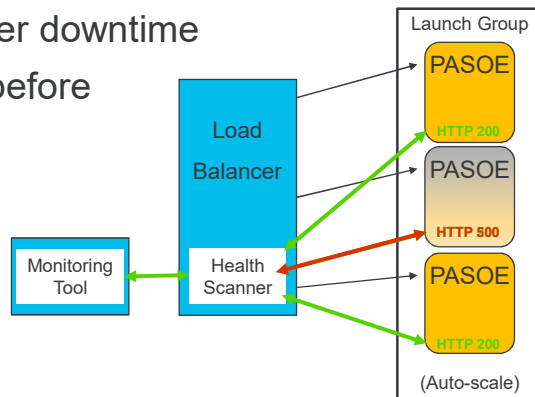 er downtime
before
Launch Group
PASOE
HTTP 200
PASOE
HTTP 500
PASOE
HTTP 200
(Auto-scale)
Load
Balancer
Health
Scanner
Monitoring
Tool